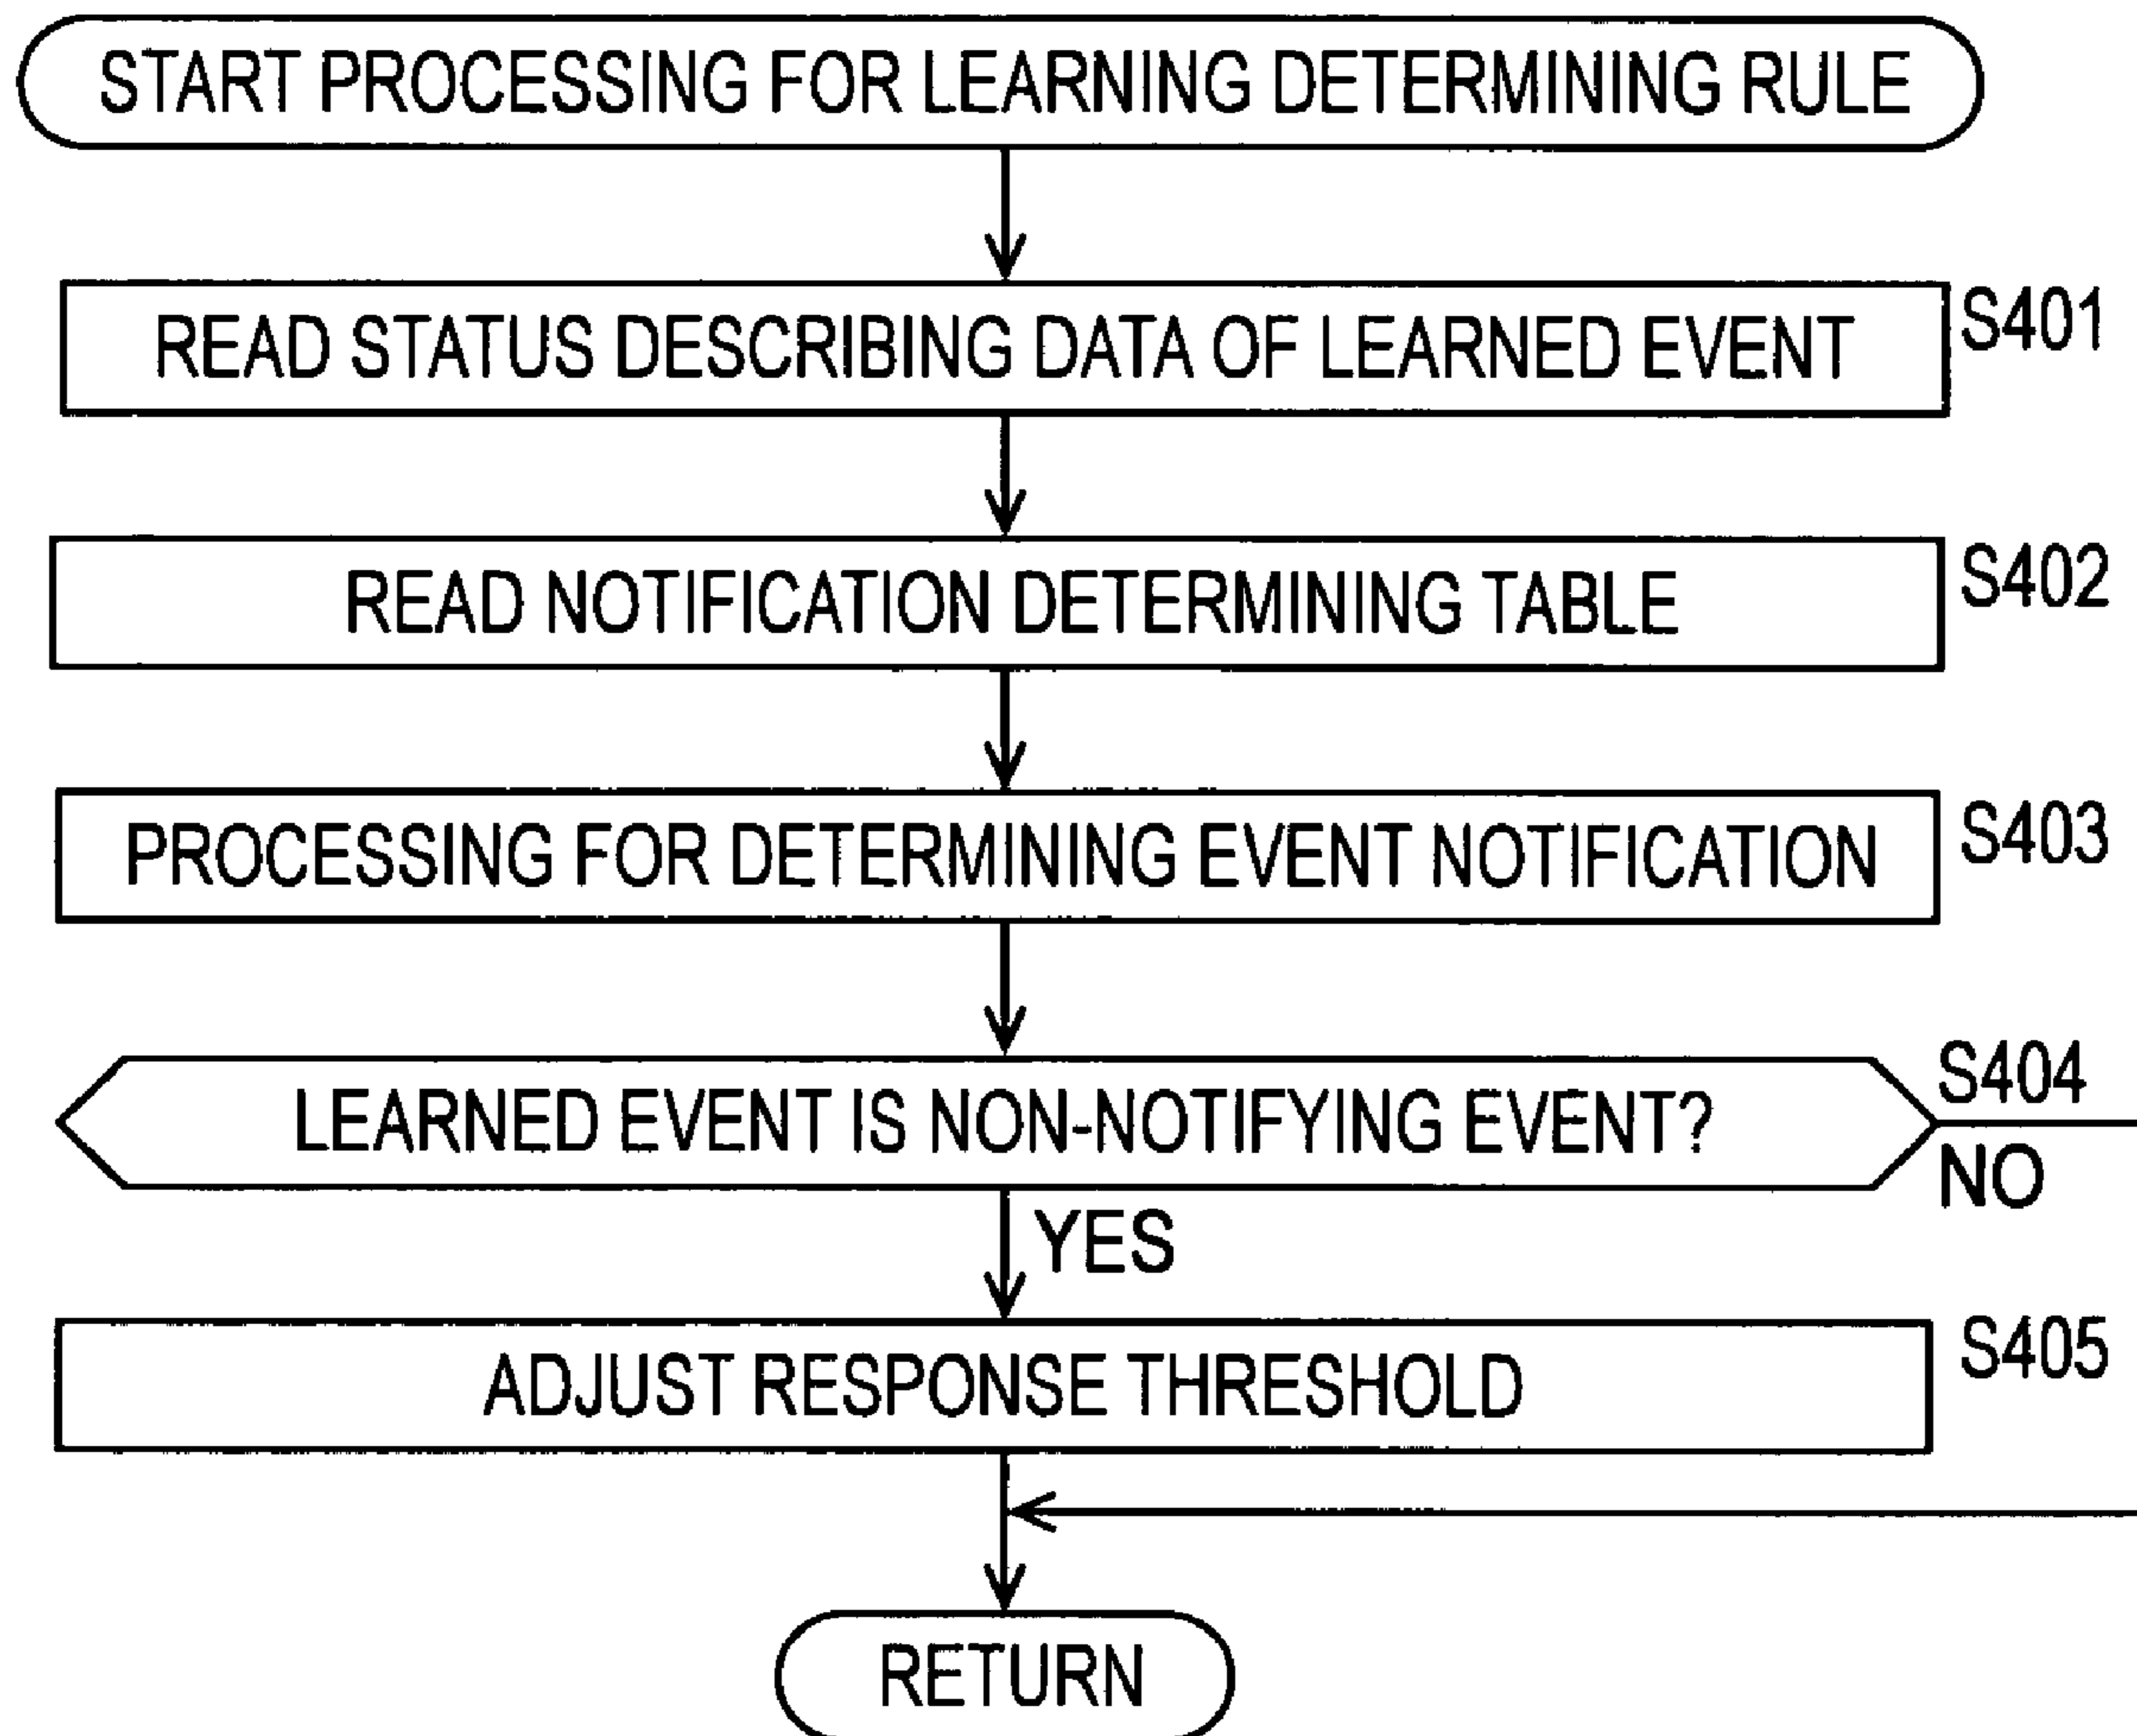 START PROCESSING FOR LEARNING DETERMINING RULE
READ STATUS DESCRIBING DATA OF LEARNED EVENT
S401
READ NOTIFICATION DETERMINING TABLE
S402
PROCESSING FOR DETERMINING EVENT NOTIFICATION
S403
LEARNED EVENT IS NON-NOTIFYING EVENT?
S404
NO
YES
ADJUST RESPONSE THRESHOLD
S405
RETURN